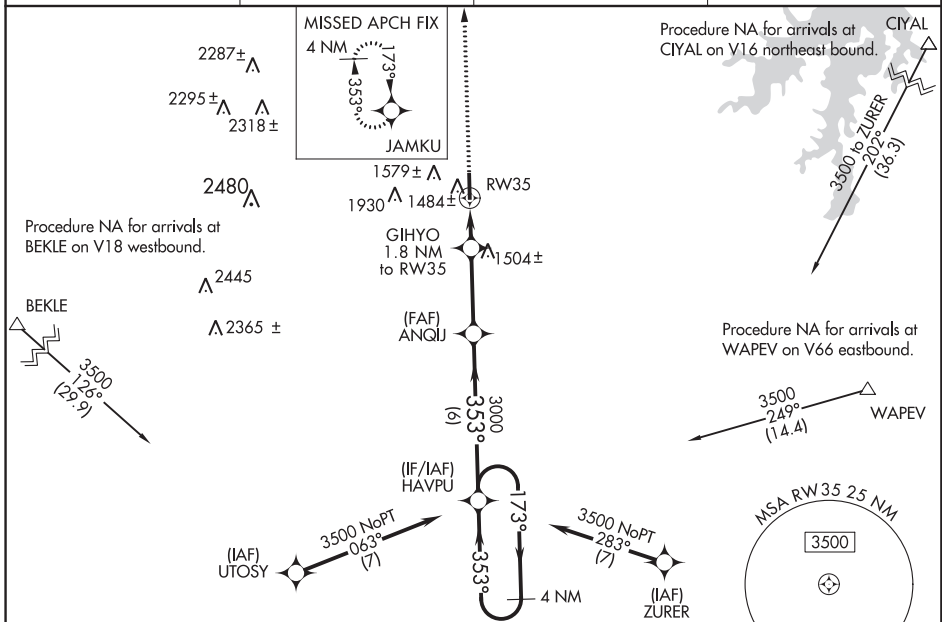 MISSED APCH FIX
4 NM
173°
353°
JAMKU
Procedure NA for arrivals at
CIYAL on V16 northeast bound.
CIYAL
3500 to ZURER
202°
(36.3)
2287±
2295±
2318±
2480
1579±
1930
1484±
RW35
Procedure NA for arrivals at
BEKLE on V18 westbound.
GIHYO
1.8 NM
to RW35
1504±
2445
2365 ±
BEKLE
3500
126°
(29.9)
(FAF)
ANQIJ
Procedure NA for arrivals at
WAPEV on V66 eastbound.
3500
249°
(14.4)
WAPEV
3000
353°
(6)
(IF/IAF)
HAVPU
173°
353°
4 NM
3500 NoPT
063°
(7)
(IAF)
UTOSY
3500 NoPT
283°
(7)
(IAF)
ZURER
MSA RW35 25 NM
3500